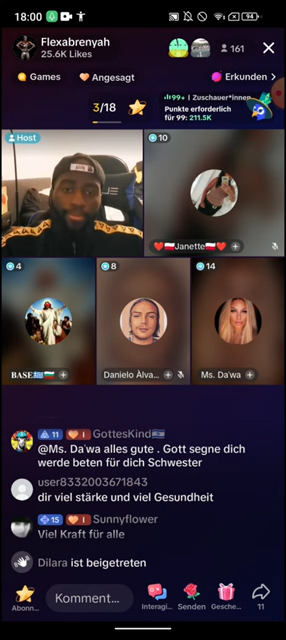 18:00
94
Flexabrenyah
25.6K Likes
161
Games
Angesagt
Erkunden >
3/18
99+ | Zuschauer*innen
Punkte erforderlich
für 99: 211.5K
Host
10
❤️🇵🇱Janette🇵🇱❤️
4
8
14
BASE🇬🇷🇧🇬
Danielo Àlva...
Ms. Da'wa
11 1 GottesKind
@Ms. Da'wa alles gute . Gott segne dich
werde beten für dich Schwester
user8332003671843
dir viel stärke und viel Gesundheit
15 1 Sunnyflower
Viel Kraft für alle
Dilara ist beigetreten
Kommentar...
Abonn...
Interagi...
Senden
Gesche...
11